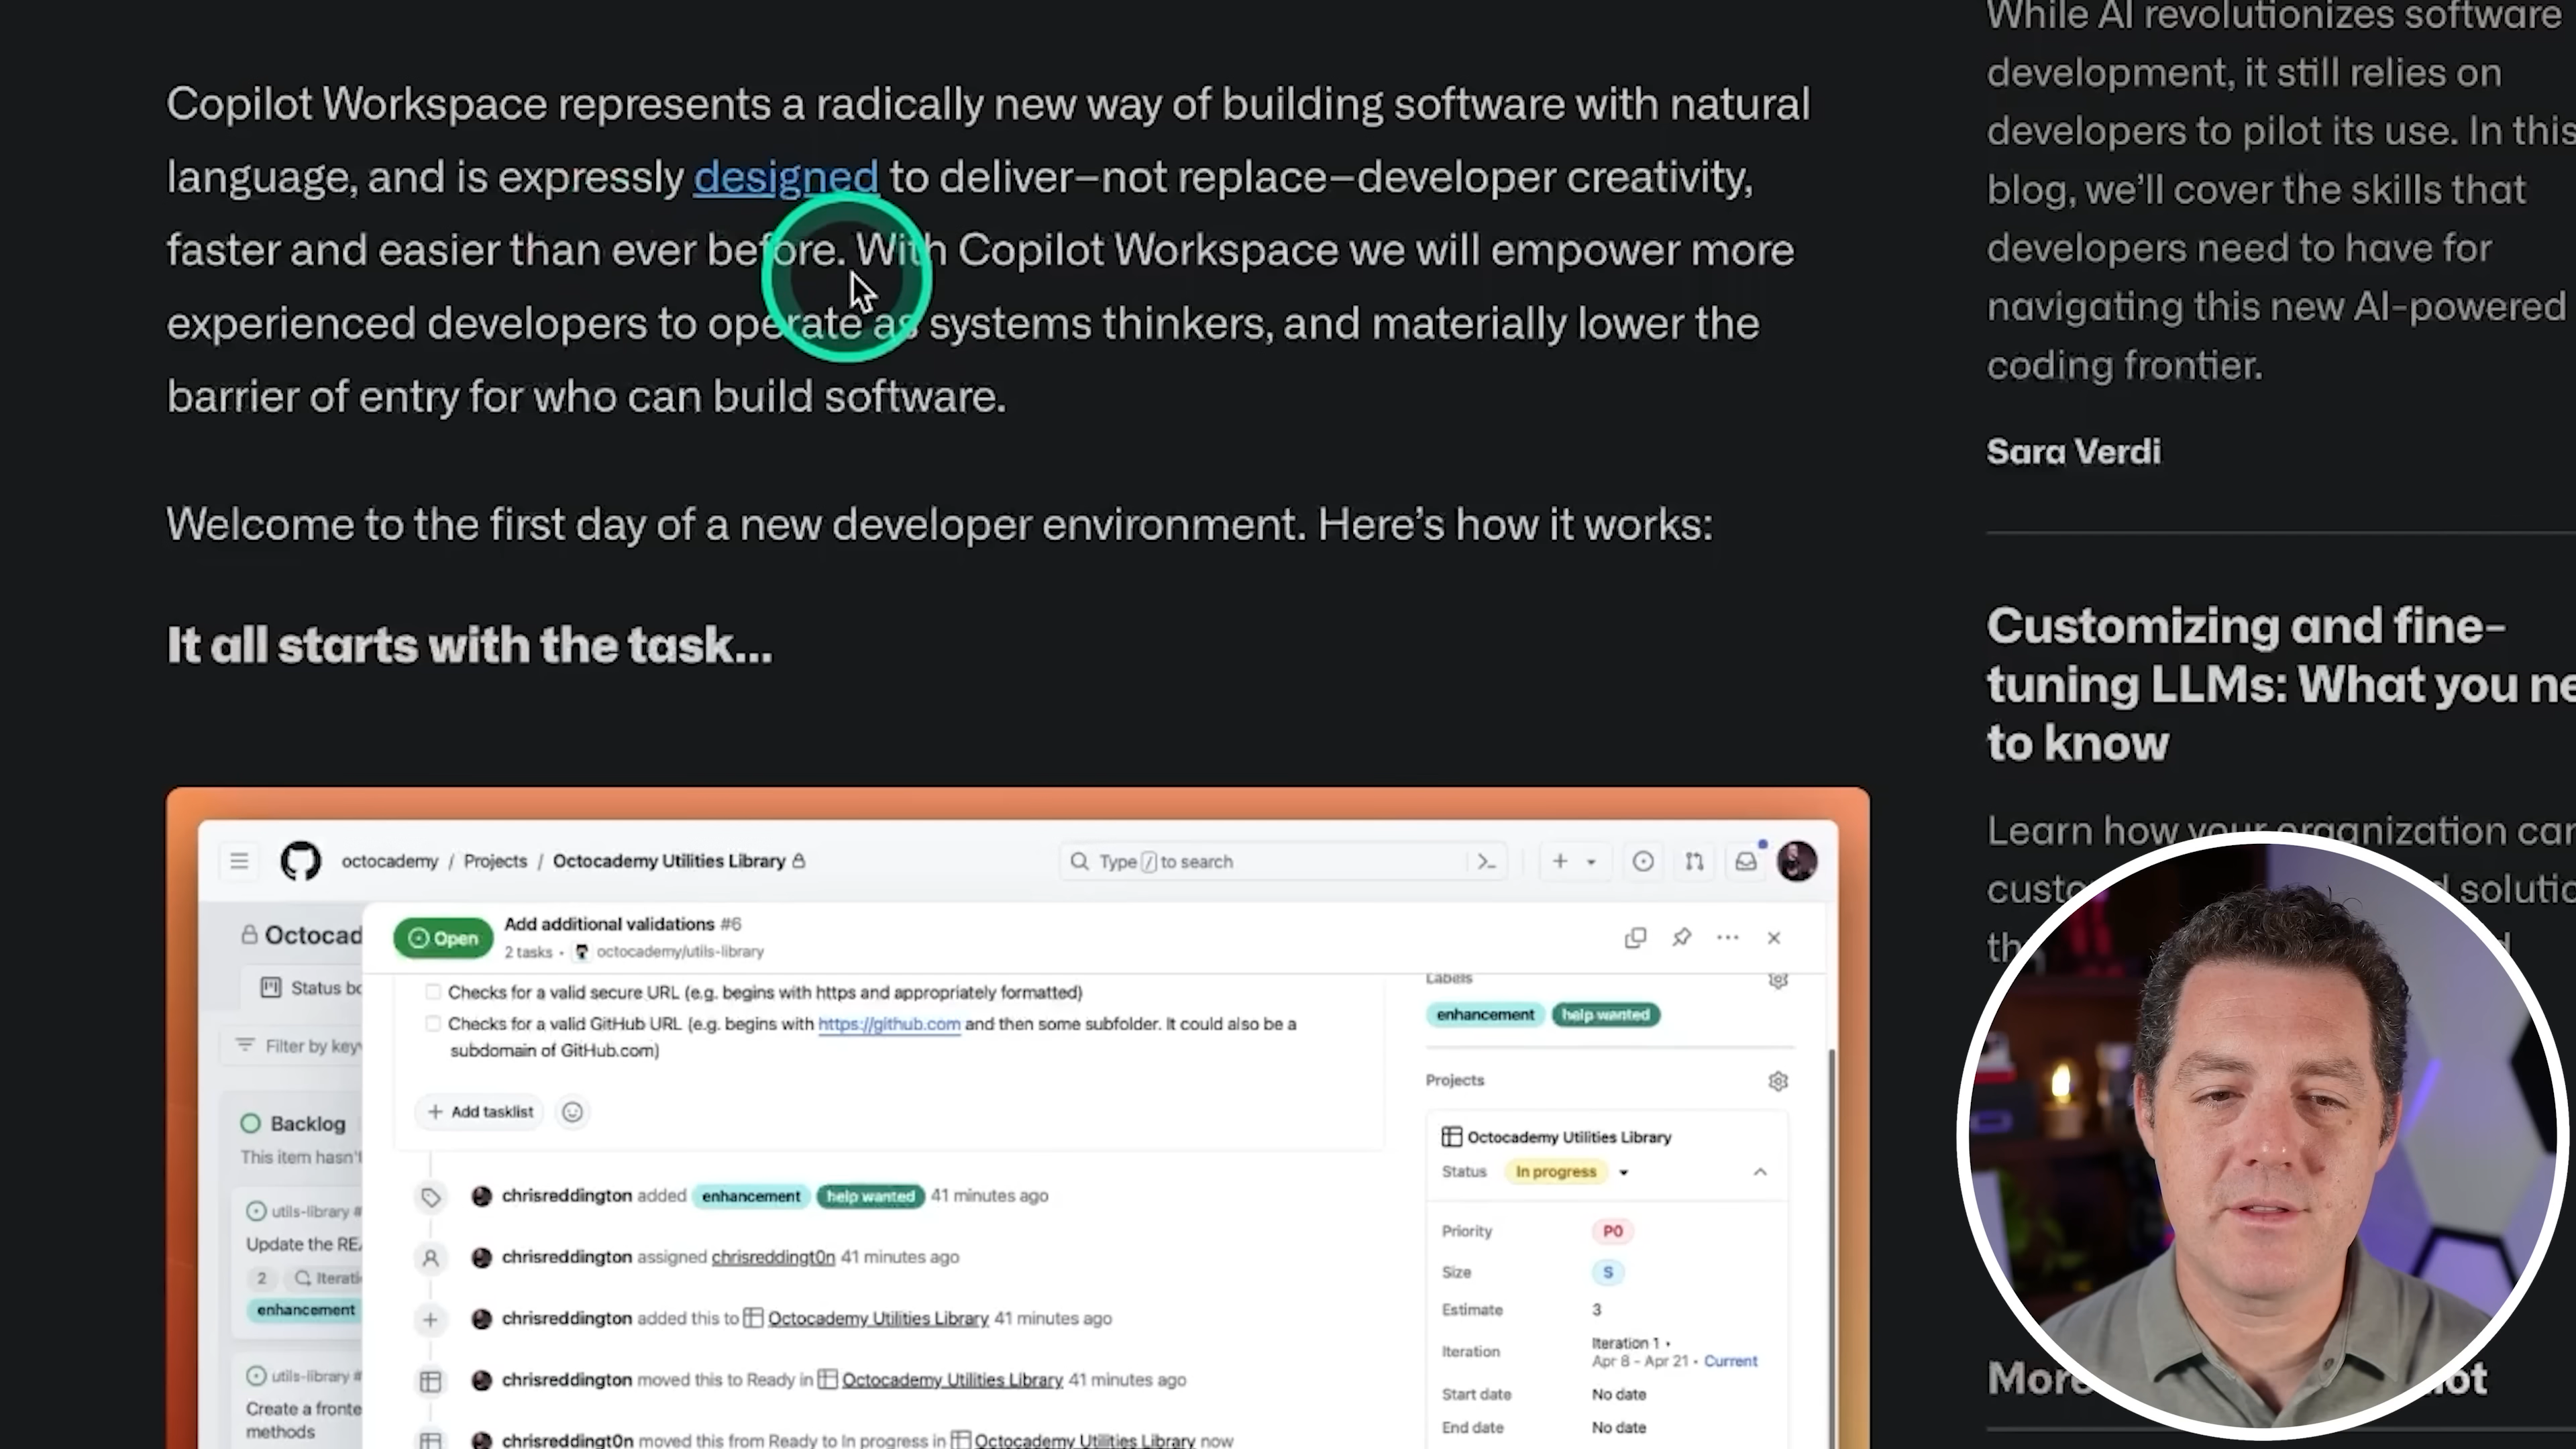 Copilot Workspace represents a radically new way of building software with natural
language, and is expressly designed to deliver–not replace–developer creativity,
faster and easier than ever before. With Copilot Workspace we will empower more
experienced developers to operate as systems thinkers, and materially lower the
barrier of entry for who can build software.
Welcome to the first day of a new developer environment. Here's how it works:
It all starts with the task...
octocademy / Projects / Octocademy Utilities Library
Type / to search
Octocad
Status bo
Filter by keyw
Backlog
This item hasn't
utils-library #
Update the REA
2 Iterati
enhancement
utils-library #
Create a fronte
methods
Open
Add additional validations #6
2 tasks · octocademy/utils-library
Checks for a valid secure URL (e.g. begins with https and appropriately formatted)
Checks for a valid GitHub URL (e.g. begins with https://github.com and then some subfolder. It could also be a
subdomain of GitHub.com)
+ Add tasklist
chrisreddington added enhancement help wanted 41 minutes ago
chrisreddington assigned chrisreddingt0n 41 minutes ago
chrisreddington added this to Octocademy Utilities Library 41 minutes ago
chrisreddington moved this to Ready in Octocademy Utilities Library 41 minutes ago
chrisreddingt0n moved this from Ready to In progress in Octocademy Utilities Library now
Labels
enhancement help wanted
Projects
Octocademy Utilities Library
Status In progress
Priority P0
Size S
Estimate 3
Iteration Iteration 1 •
Apr 8 - Apr 21 • Current
Start date No date
End date No date
While AI revolutionizes software
development, it still relies on
developers to pilot its use. In this
blog, we'll cover the skills that
developers need to have for
navigating this new AI-powered
coding frontier.
Sara Verdi
Customizing and fine-
tuning LLMs: What you ne
to know
Learn how your organization can
custo solutio
th
More ot